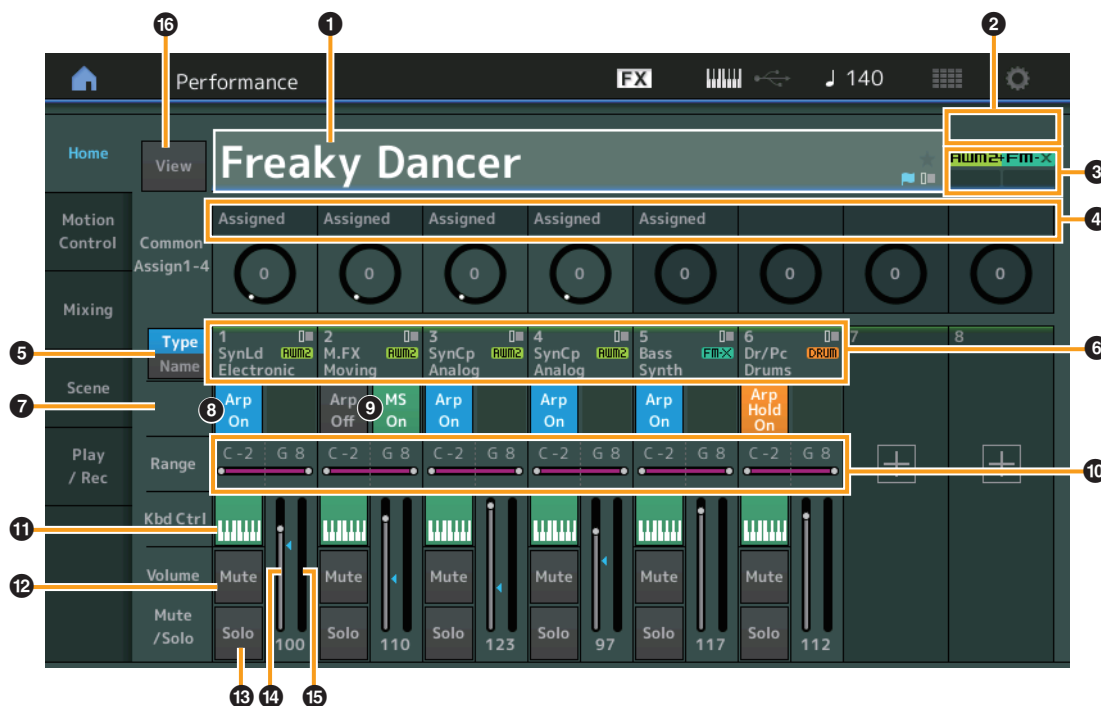 16 1 2
Performance FX 140
Home View Freaky Dancer AWM2+FM-X 3
Assigned Assigned Assigned Assigned Assigned 4
Motion Control
Common Assign1-4
0 0 0 0 0 0 0 0
Mixing
5 Type Name
1 SynLd Electronic AWM2
2 M.FX Moving AWM2
3 SynCp Analog AWM2
4 SynCp Analog AWM2
5 Bass Synth FM-X
6 Dr/Pc Drums DRUM
7 8
6
Scene
7 8 Arp On
Arp Off 9 MS On
Arp On
Arp On
Arp On
Arp Hold On
Play / Rec
Range C -2 G 8 C -2 G 8 C -2 G 8 C -2 G 8 C -2 G 8 C -2 G 8 10
11 Kbd Ctrl
12 Volume Mute Mute Mute Mute Mute Mute
Mute /Solo Solo 100 Solo 110 Solo 123 Solo 97 Solo 117 Solo 112
13 14 15